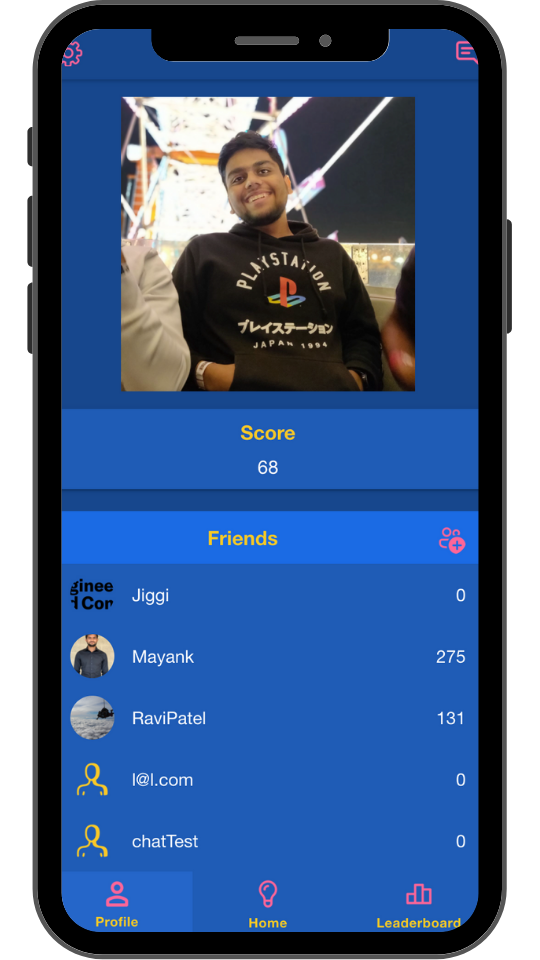 PLAYSTATION
プレイステーション
JAPAN 1994
Score
68
Friends
ginee
Cor
Jiggi 0
Mayank 275
RaviPatel 131
l@l.com 0
chatTest 0
Profile Home Leaderboard